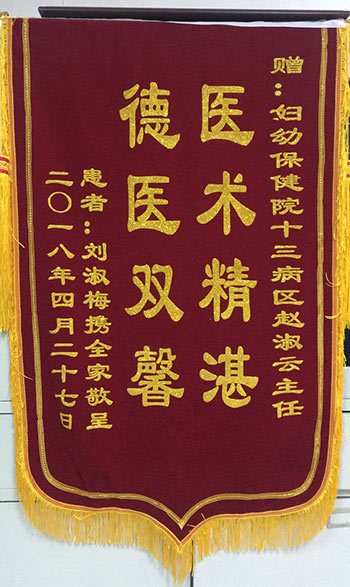 赠：妇幼保健院十三病区赵淑云主任
医术精湛
德医双馨
患者：刘淑梅携全家敬呈
二〇一八年四月二十七日